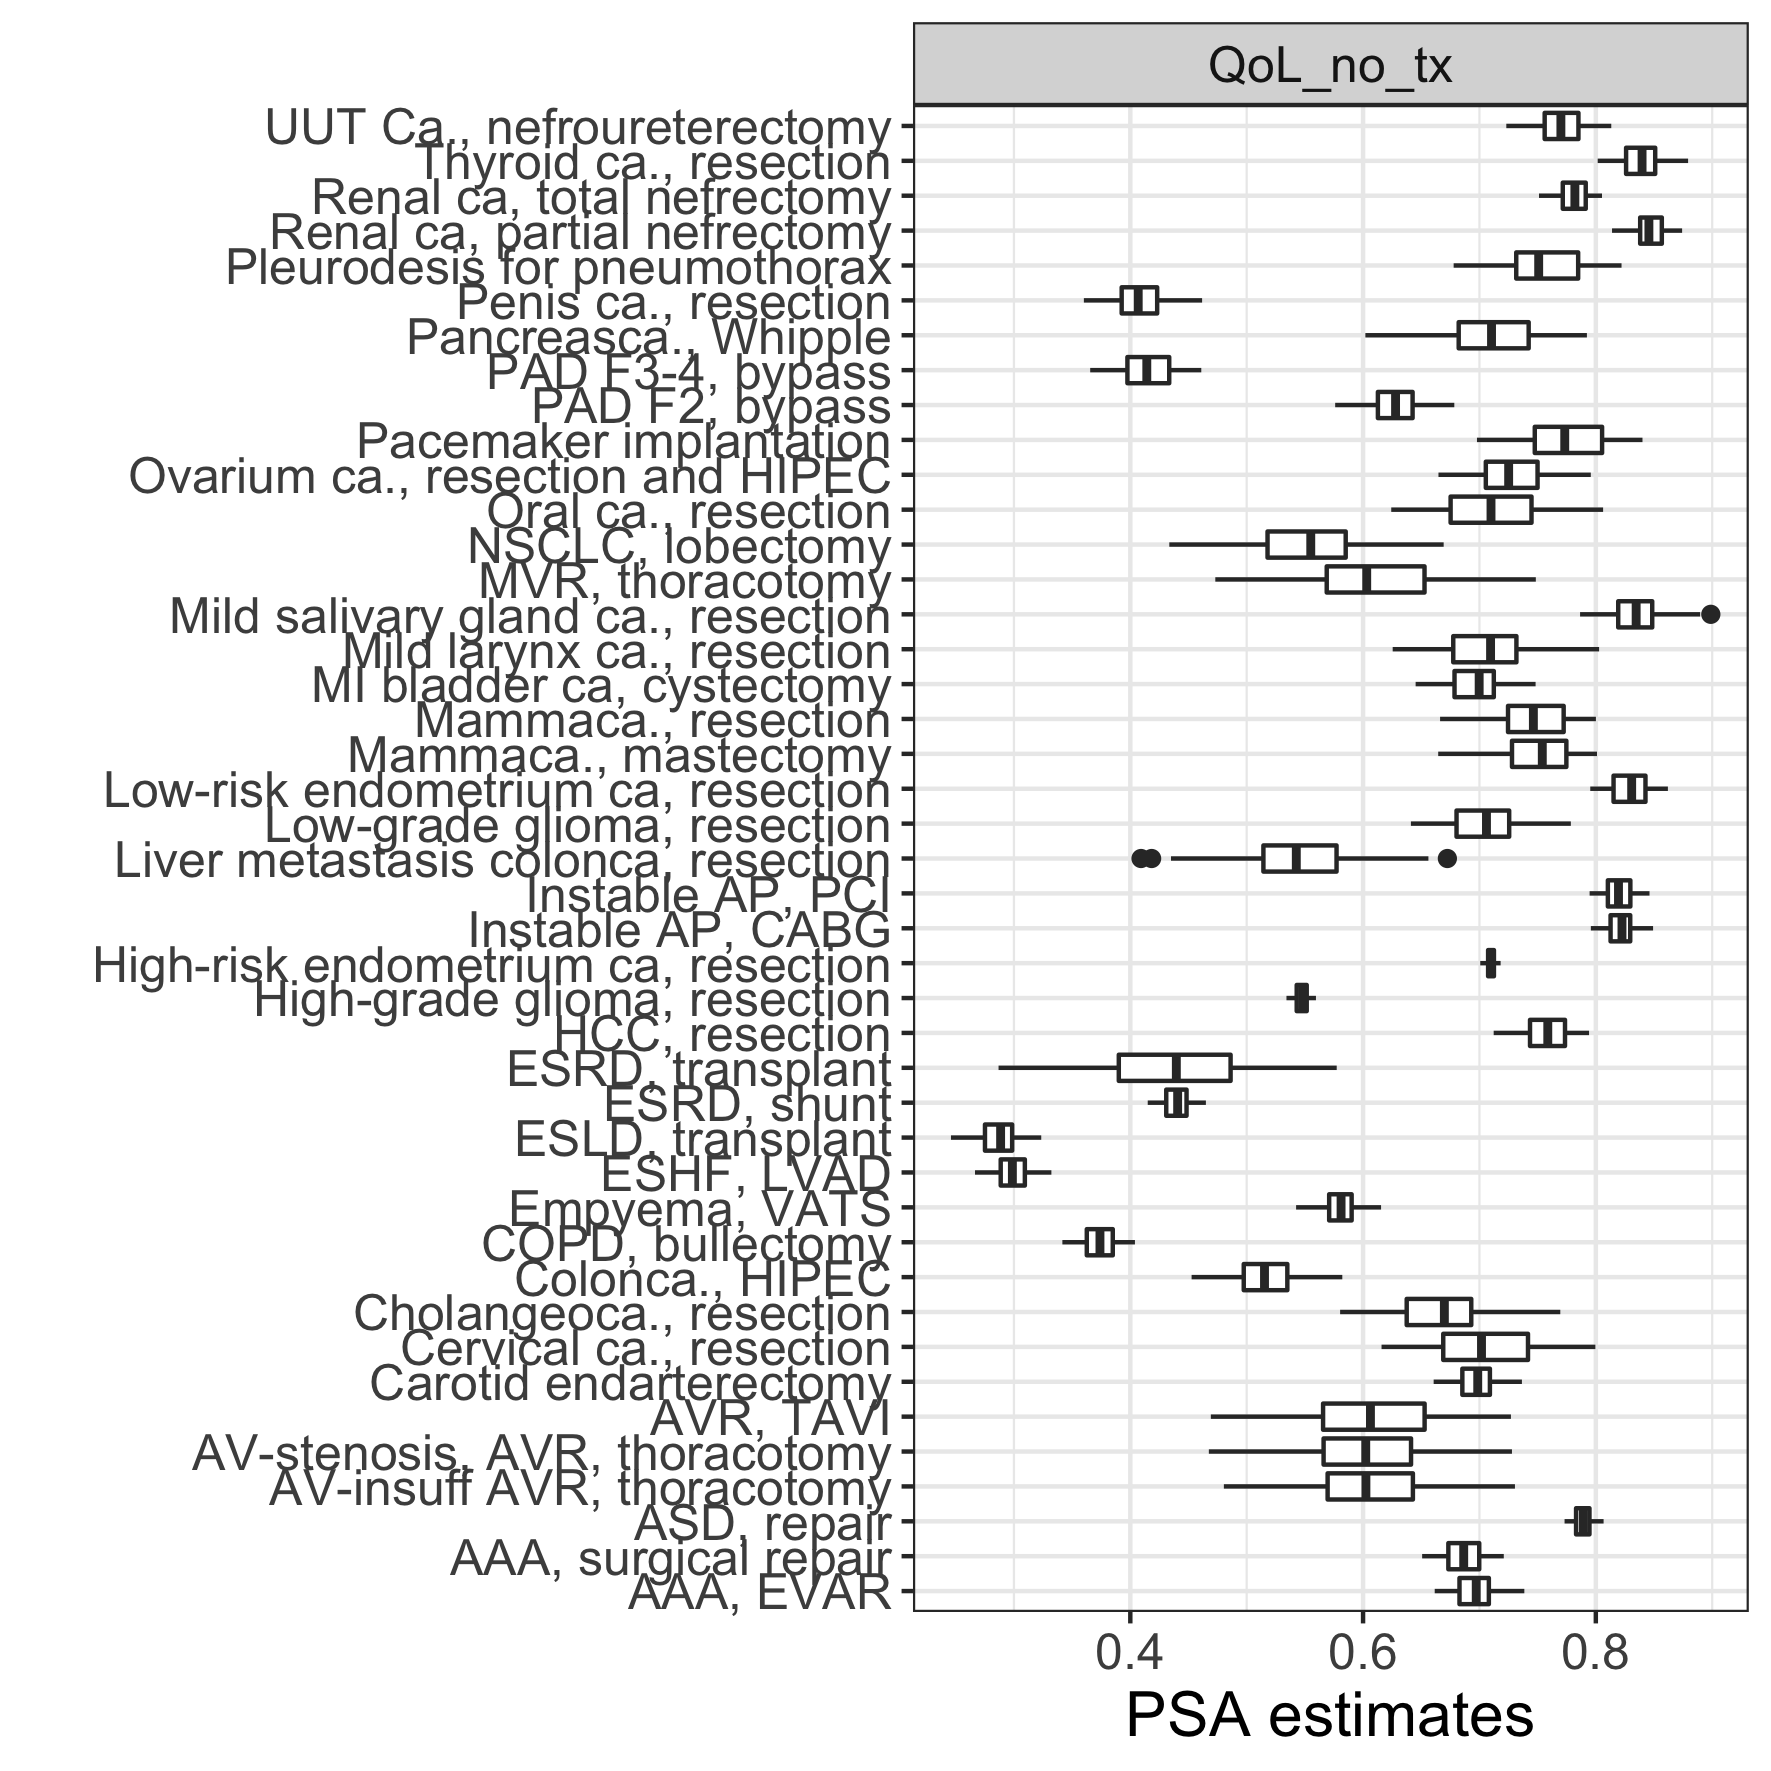 QoL_no_tx
UUT Ca., nefroureterectomy
Thyroid ca., resection
Renal ca, total nefrectomy
Renal ca, partial nefrectomy
Pleurodesis for pneumothorax
Penis ca., resection
Pancreasca., Whipple
PAD F3-4, bypass
PAD F2, bypass
Pacemaker implantation
Ovarium ca., resection and HIPEC
Oral ca., resection
NSCLC, lobectomy
MVR, thoracotomy
Mild salivary gland ca., resection
Mild larynx ca., resection
MI bladder ca, cystectomy
Mammaca., resection
Mammaca., mastectomy
Low-risk endometrium ca, resection
Low-grade glioma, resection
Liver metastasis colonca, resection
Instable AP, PCI
Instable AP, CABG
High-risk endometrium ca, resection
High-grade glioma, resection
HCC, resection
ESRD, transplant
ESRD, shunt
ESLD, transplant
ESHF, LVAD
Empyema, VATS
COPD, bullectomy
Colonca., HIPEC
Cholangeoca., resection
Cervical ca., resection
Carotid endarterectomy
AVR, TAVI
AV-stenosis, AVR, thoracotomy
AV-insuff AVR, thoracotomy
ASD, repair
AAA, surgical repair
AAA, EVAR
0.4 0.6 0.8
PSA estimates